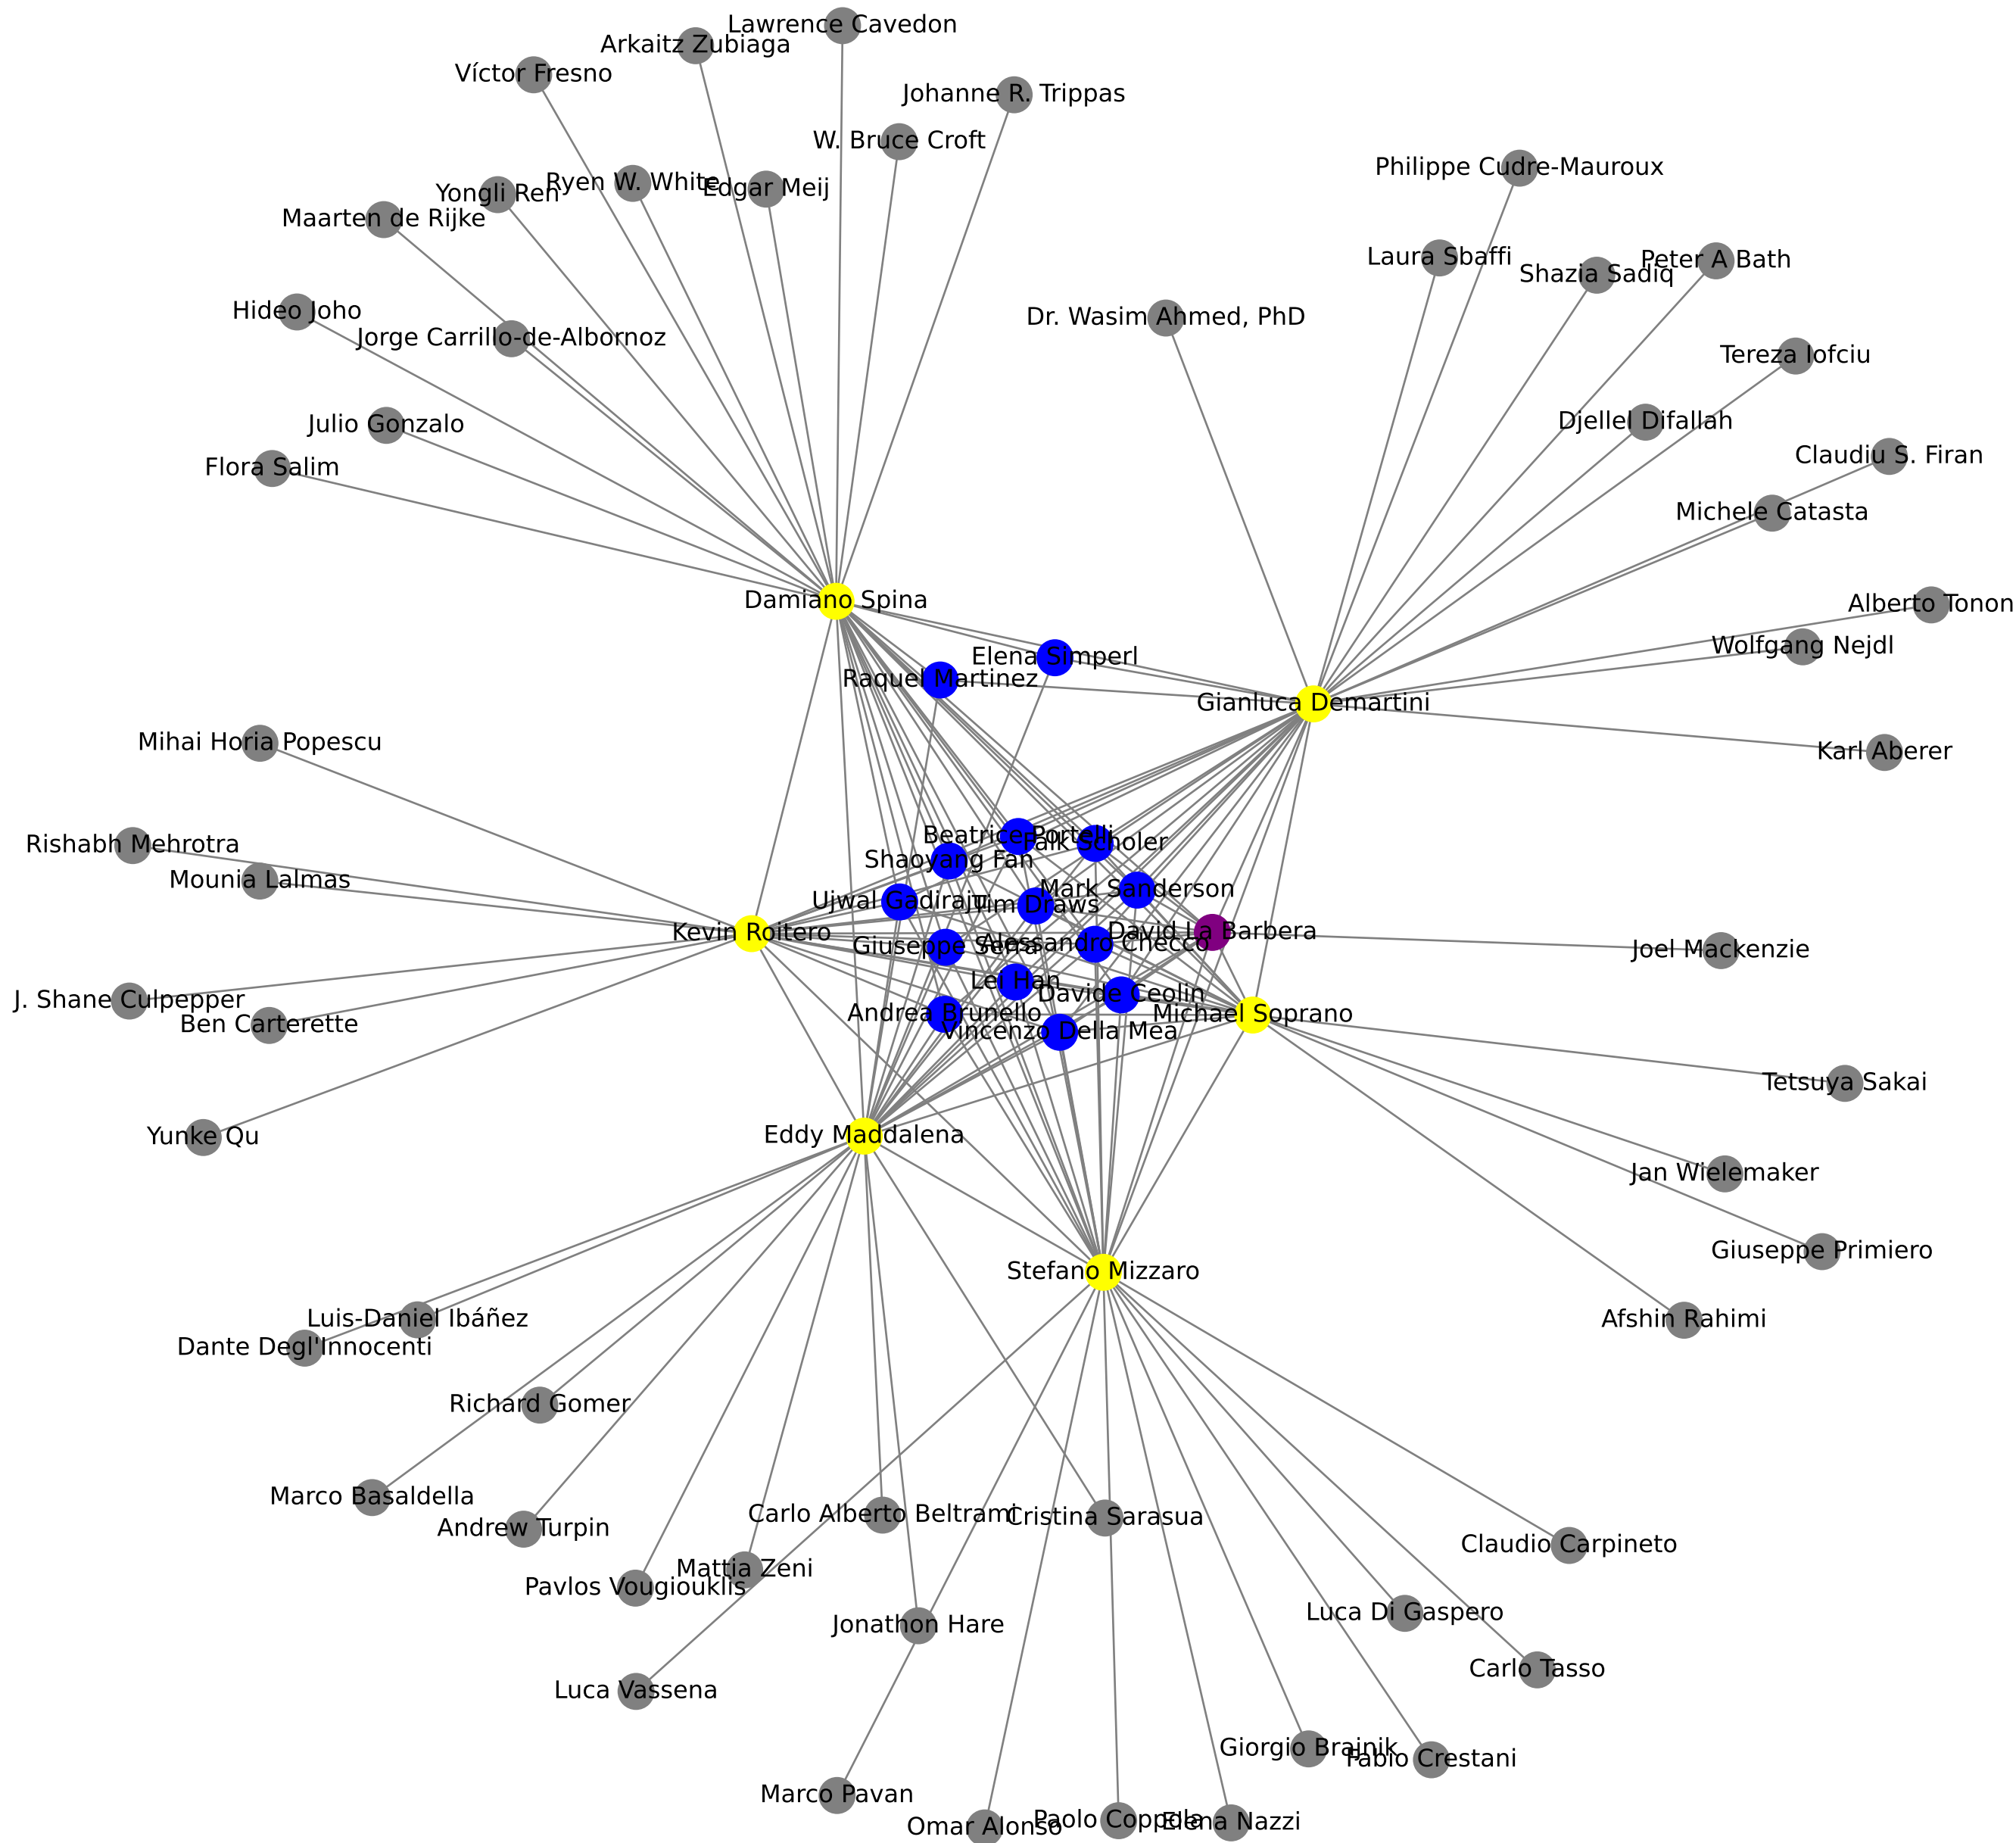 Lawrence Cavedon
Arkaitz Zubiaga
Víctor Fresno
Johanne R. Trippas
W. Bruce Croft
Philippe Cudre-Mauroux
Ryen W. White
Edgar Meij
Yongli Ren
Maarten de Rijke
Laura Sbaffi
Peter A Bath
Shazia Sadiq
Hideo Joho
Dr. Wasim Ahmed, PhD
Jorge Carrillo-de-Albornoz
Tereza Iofciu
Julio Gonzalo
Djellel Difallah
Claudiu S. Firan
Flora Salim
Michele Catasta
Damiano Spina
Alberto Tonon
Wolfgang Nejdl
Elena Simperl
Raquel Martinez
Gianluca Demartini
Mihai Horia Popescu
Karl Aberer
Beatrice Portelli
Falk Scholer
Rishabh Mehrotra
Shaoyang Fan
Mounia Lalmas
Mark Sanderson
Ujwal Gadiraju
Tim Draws
Kevin Roitero
David La Barbera
Giuseppe Serra
Alessandro Checco
Joel Mackenzie
Lei Han
Davide Ceolin
J. Shane Culpepper
Andrea Brunello
Michael Soprano
Ben Carterette
Vincenzo Della Mea
Tetsuya Sakai
Yunke Qu
Eddy Maddalena
Jan Wielemaker
Giuseppe Primiero
Stefano Mizzaro
Luis-Daniel Ibáñez
Afshin Rahimi
Dante Degl'Innocenti
Richard Gomer
Marco Basaldella
Carlo Alberto Beltrami
Cristina Sarasua
Andrew Turpin
Claudio Carpineto
Mattia Zeni
Pavlos Vougiouklis
Luca Di Gaspero
Jonathon Hare
Carlo Tasso
Luca Vassena
Giorgio Brajnik
Fabio Crestani
Marco Pavan
Omar Alonso
Paolo Coppola
Elena Nazzi